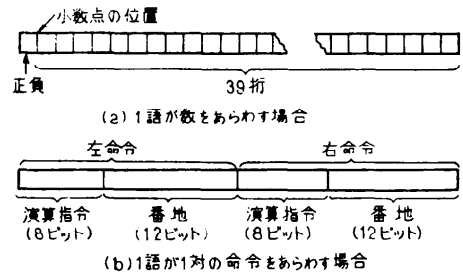 小数点の位置
正負
39桁
(a) 1語が数をあらわす場合
左命令 右命令
演算指令 番地 演算指令 番地
(8ビット) (12ビット) (8ビット) (12ビット)
(b) 1語が1対の命令をあらわす場合